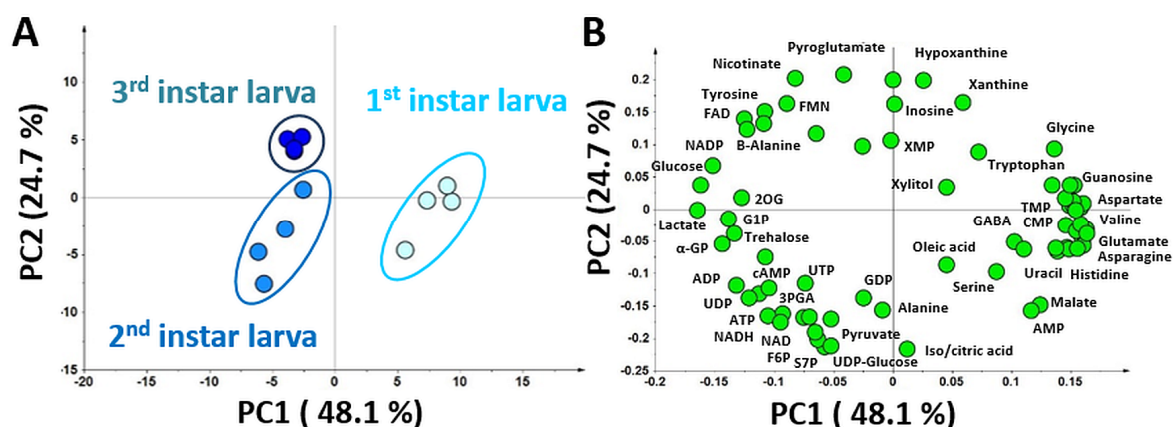 A
3rd instar larva
1st instar larva
2nd instar larva
10
5
0
-5
-10
-15
-20
-15
-10
-5
0
5
10
15
PC2 (24.7 %)
PC1 ( 48.1 %)
B
Pyroglutamate
Hypoxanthine
Nicotinate
Xanthine
Tyrosine
FMN
Inosine
FAD
Glycine
B-Alanine
XMP
NADP
Tryptophan
Glucose
Guanosine
Xylitol
2OG
Aspartate
TMP
Lactate
G1P
GABA
CMP
Valine
Trehalose
α-GP
Oleic acid
Glutamate
Asparagine
ADP
cAMP
UTP
GDP
Uracil
Histidine
Serine
UDP
3PGA
Alanine
Malate
ATP
AMP
NADH
NAD
Pyruvate
F6P
Iso/citric acid
S7P
UDP-Glucose
0.2
0.15
0.1
0.05
0
-0.05
-0.1
-0.15
-0.2
-0.25
-0.2
-0.15
-0.1
-0.05
0
0.05
0.1
0.15
PC2 (24.7 %)
PC1 ( 48.1 %)